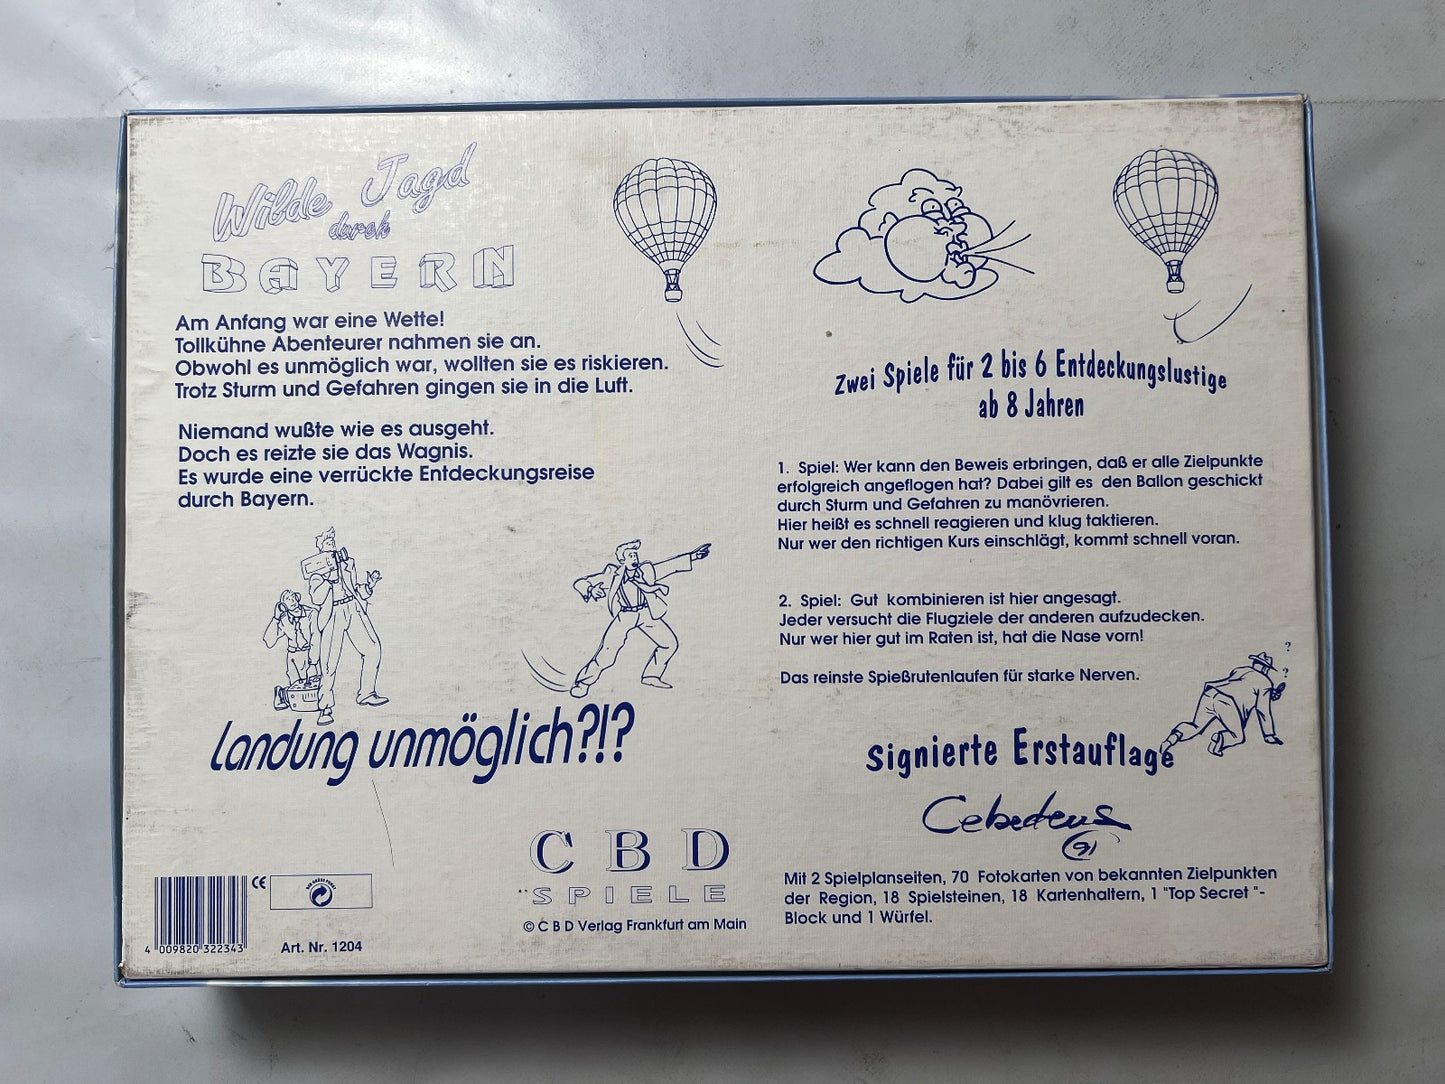 Wilde Jagd
durch
BAYERN
Am Anfang war eine Wette!
Tollkühne Abenteurer nahmen sie an.
Obwohl es unmöglich war, wollten sie es riskieren.
Trotz Sturm und Gefahren gingen sie in die Luft.
Niemand wußte wie es ausgeht.
Doch es reizte sie das Wagnis.
Es wurde eine verrückte Entdeckungsreise
durch Bayern.
Landung unmöglich?!?
Zwei Spiele für 2 bis 6 Entdeckungslustige
ab 8 Jahren
1. Spiel: Wer kann den Beweis erbringen, daß er alle Zielpunkte
erfolgreich angeflogen hat? Dabei gilt es den Ballon geschickt
durch Sturm und Gefahren zu manövrieren.
Hier heißt es schnell reagieren und klug taktieren.
Nur wer den richtigen Kurs einschlägt, kommt schnell voran.
2. Spiel: Gut kombinieren ist hier angesagt.
Jeder versucht die Flugziele der anderen aufzudecken.
Nur wer hier gut im Raten ist, hat die Nase vorn!
Das reinste Spießrutenlaufen für starke Nerven.
? ?
Signierte Erstauflage
91
Mit 2 Spielplanseiten, 70 Fotokarten von bekannten Zielpunkten
der Region, 18 Spielsteinen, 18 Kartenhaltern, 1 "Top Secret "-
Block und 1 Würfel.
CBD
SPIELE
© C B D Verlag Frankfurt am Main
CE
DER GRÜNE PUNKT
4 009820 322343
Art. Nr. 1204